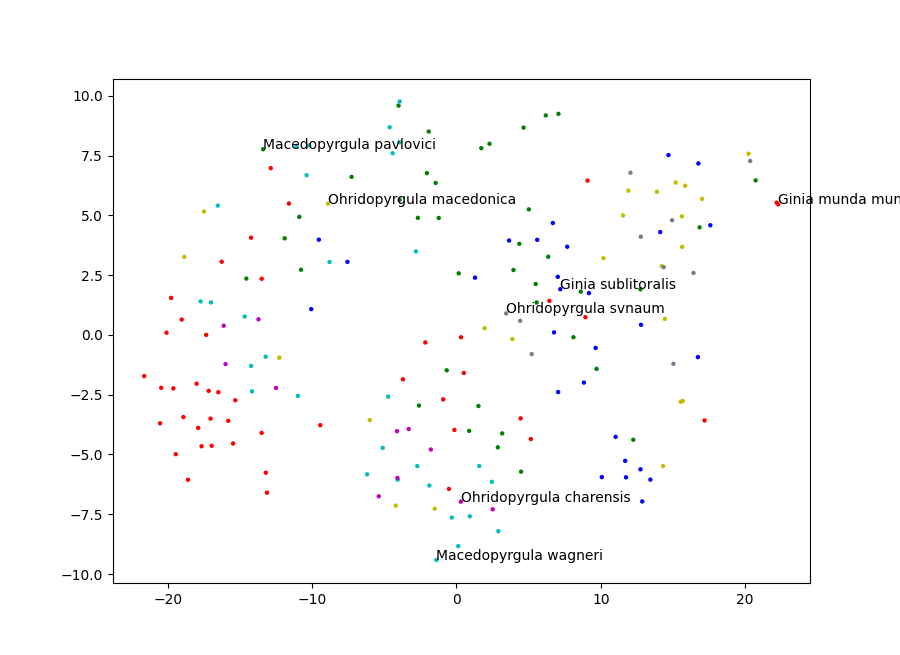 10.0
Macedopyrgula pavlovici
7.5
Ohridopyrgula macedonica
Ginia munda mun
5.0
2.5
Ginia sublitoralis
Ohridopyrgula svnaum
0.0
−2.5
−5.0
Ohridopyrgula charensis
−7.5
Macedopyrgula wagneri
−10.0
−20 −10 0 10 20